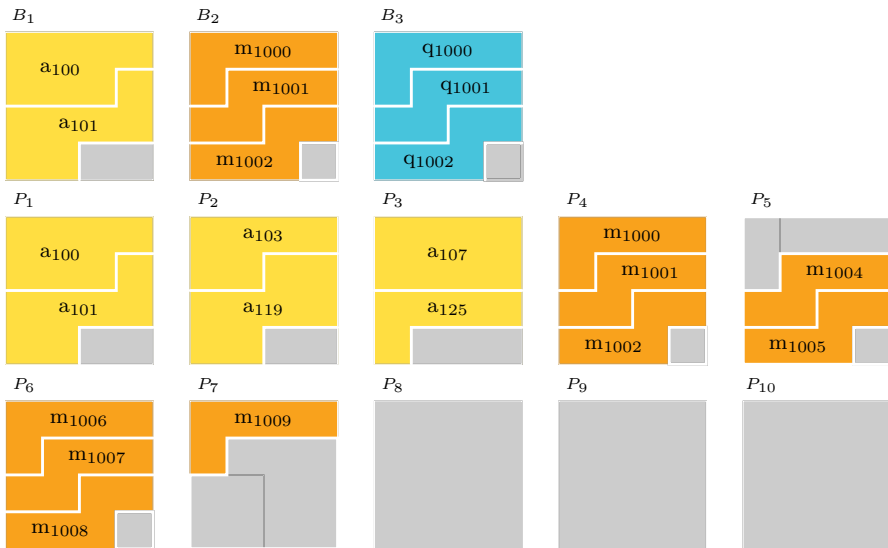 B1 B2 B3
a100 m1000 q1000
m1001 q1001
a101
m1002 q1002
P1 P2 P3 P4 P5
a100 a103 a107 m1000
m1001 m1004
a101 a119 a125
m1002 m1005
P6 P7 P8 P9 P10
m1006 m1009
m1007
m1008